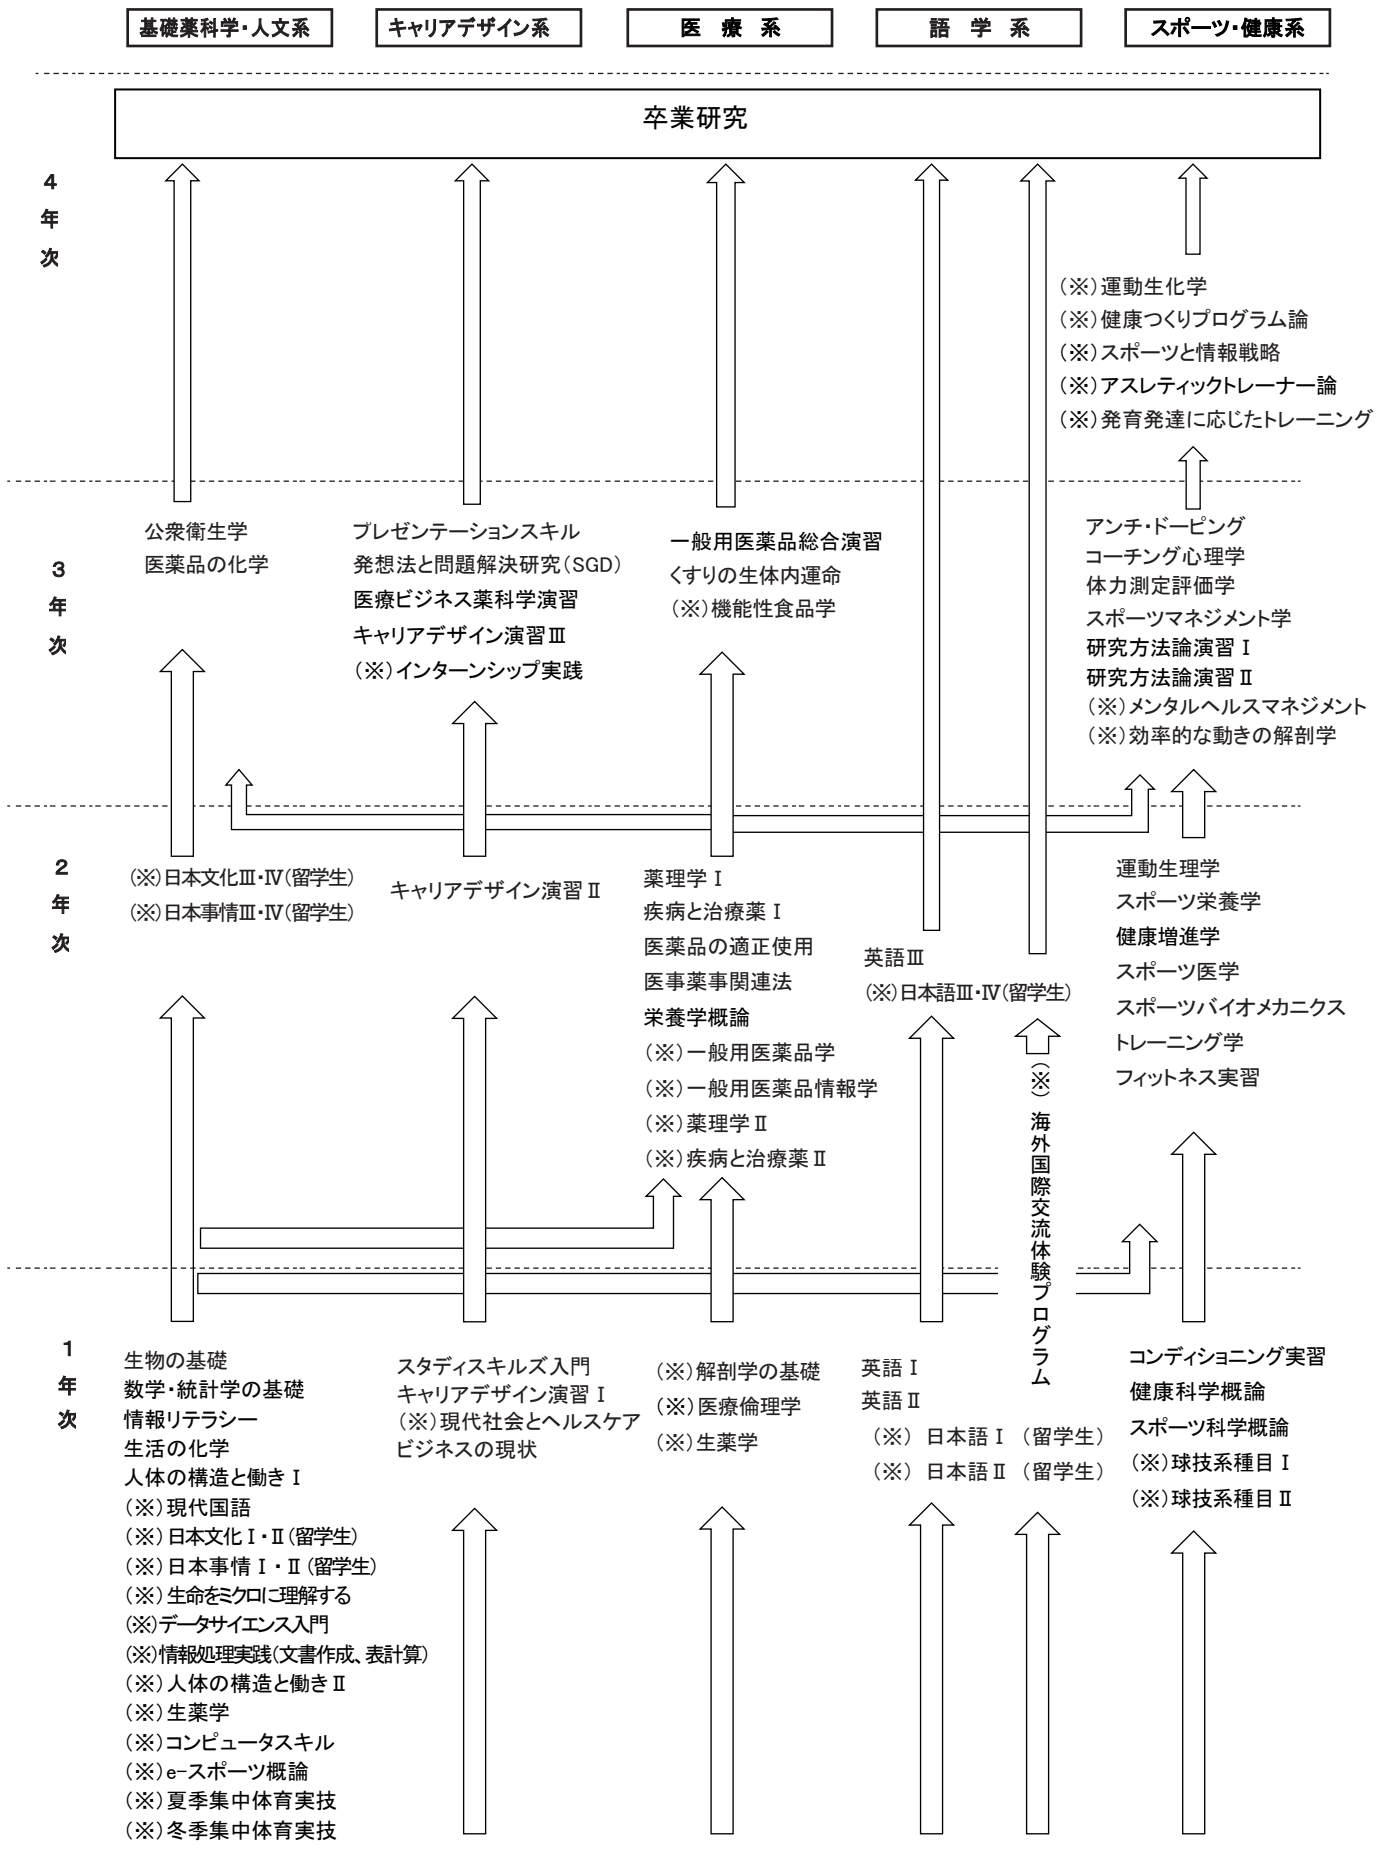 基礎薬科学・人文系
キャリアデザイン系
医療系
語学系
スポーツ・健康系
卒業研究
4年次
(※)運動生化学
(※)健康つくりプログラム論
(※)スポーツと情報戦略
(※)アスレティックトレーナー論
(※)発育発達に応じたトレーニング
3年次
公衆衛生学
医薬品の化学
プレゼンテーションスキル
発想法と問題解決研究(SGD)
医療ビジネス薬科学演習
キャリアデザイン演習Ⅲ
(※)インターンシップ実践
一般用医薬品総合演習
くすりの生体内運命
(※)機能性食品学
アンチ・ドーピング
コーチング心理学
体力測定評価学
スポーツマネジメント学
研究方法論演習Ⅰ
研究方法論演習Ⅱ
(※)メンタルヘルスマネジメント
(※)効率的な動きの解剖学
2年次
(※)日本文化Ⅲ・Ⅳ(留学生)
(※)日本事情Ⅲ・Ⅳ(留学生)
キャリアデザイン演習Ⅱ
薬理学Ⅰ
疾病と治療薬Ⅰ
医薬品の適正使用
医事薬事関連法
栄養学概論
(※)一般用医薬品学
(※)一般用医薬品情報学
(※)薬理学Ⅱ
(※)疾病と治療薬Ⅱ
英語Ⅲ
(※)日本語Ⅲ・Ⅳ(留学生)
(※)海外国際交流体験プログラム
運動生理学
スポーツ栄養学
健康増進学
スポーツ医学
スポーツバイオメカニクス
トレーニング学
フィットネス実習
1年次
生物の基礎
数学・統計学の基礎
情報リテラシー
生活の化学
人体の構造と働きⅠ
(※)現代国語
(※)日本文化Ⅰ・Ⅱ(留学生)
(※)日本事情Ⅰ・Ⅱ(留学生)
(※)生命をミクロに理解する
(※)データサイエンス入門
(※)情報処理実践(文書作成、表計算)
(※)人体の構造と働きⅡ
(※)生薬学
(※)コンピュータスキル
(※)e-スポーツ概論
(※)夏季集中体育実技
(※)冬季集中体育実技
スタディスキルズ入門
キャリアデザイン演習Ⅰ
(※)現代社会とヘルスケア
ビジネスの現状
(※)解剖学の基礎
(※)医療倫理学
(※)生薬学
英語Ⅰ
英語Ⅱ
(※)日本語Ⅰ(留学生)
(※)日本語Ⅱ(留学生)
コンディショニング実習
健康科学概論
スポーツ科学概論
(※)球技系種目Ⅰ
(※)球技系種目Ⅱ